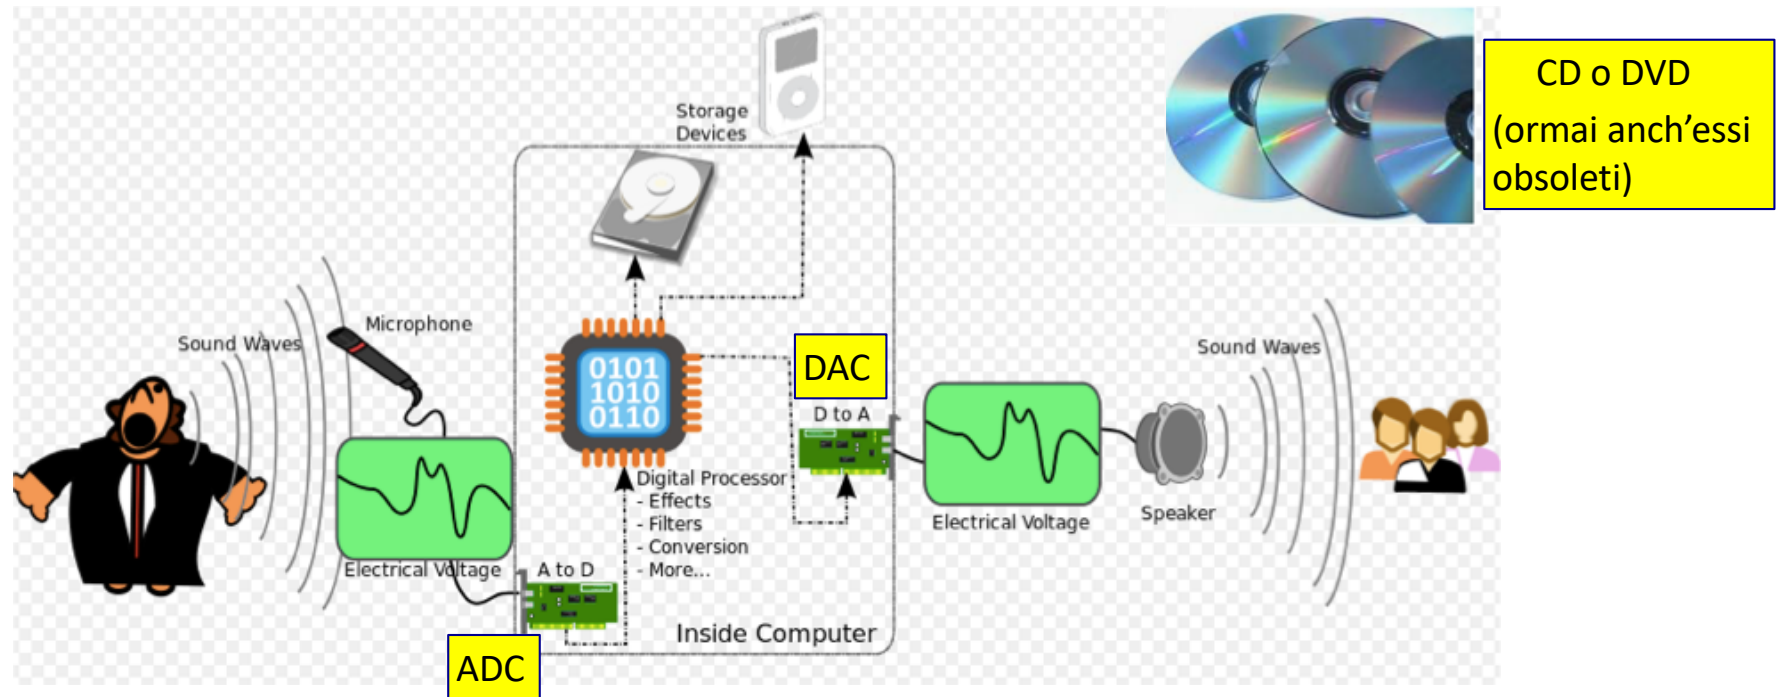 CD o DVD
(ormai anch'essi
obsoleti)
Storage
Devices
Microphone
Sound Waves
0101
1010
0110
DAC
D to A
Sound Waves
Digital Processor
- Effects
- Filters
- Conversion
- More...
Electrical Voltage
A to D
Electrical Voltage
Speaker
Inside Computer
ADC